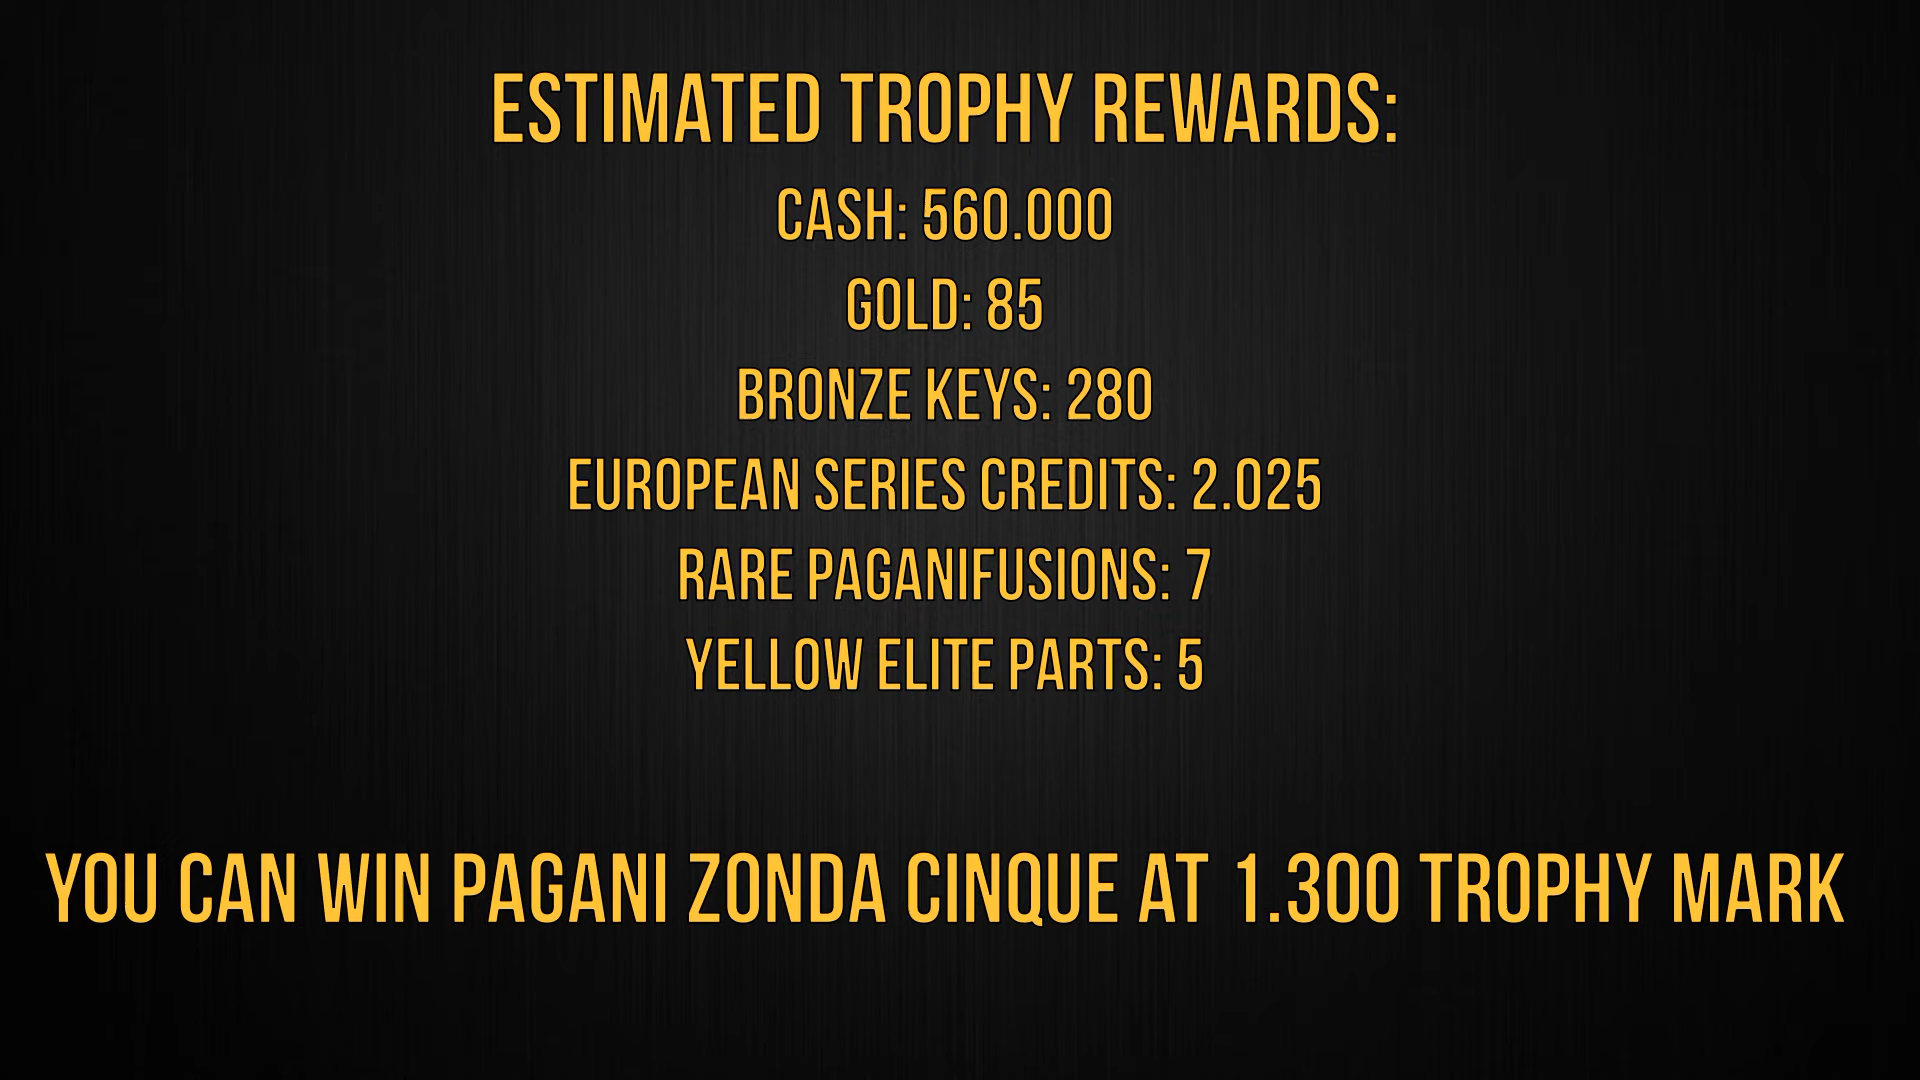 ESTIMATED TROPHY REWARDS:
CASH: 560.000
GOLD: 85
BRONZE KEYS: 280
EUROPEAN SERIES CREDITS: 2.025
RARE PAGANIFUSIONS: 7
YELLOW ELITE PARTS: 5
YOU CAN WIN PAGANI ZONDA CINQUE AT 1.300 TROPHY MARK